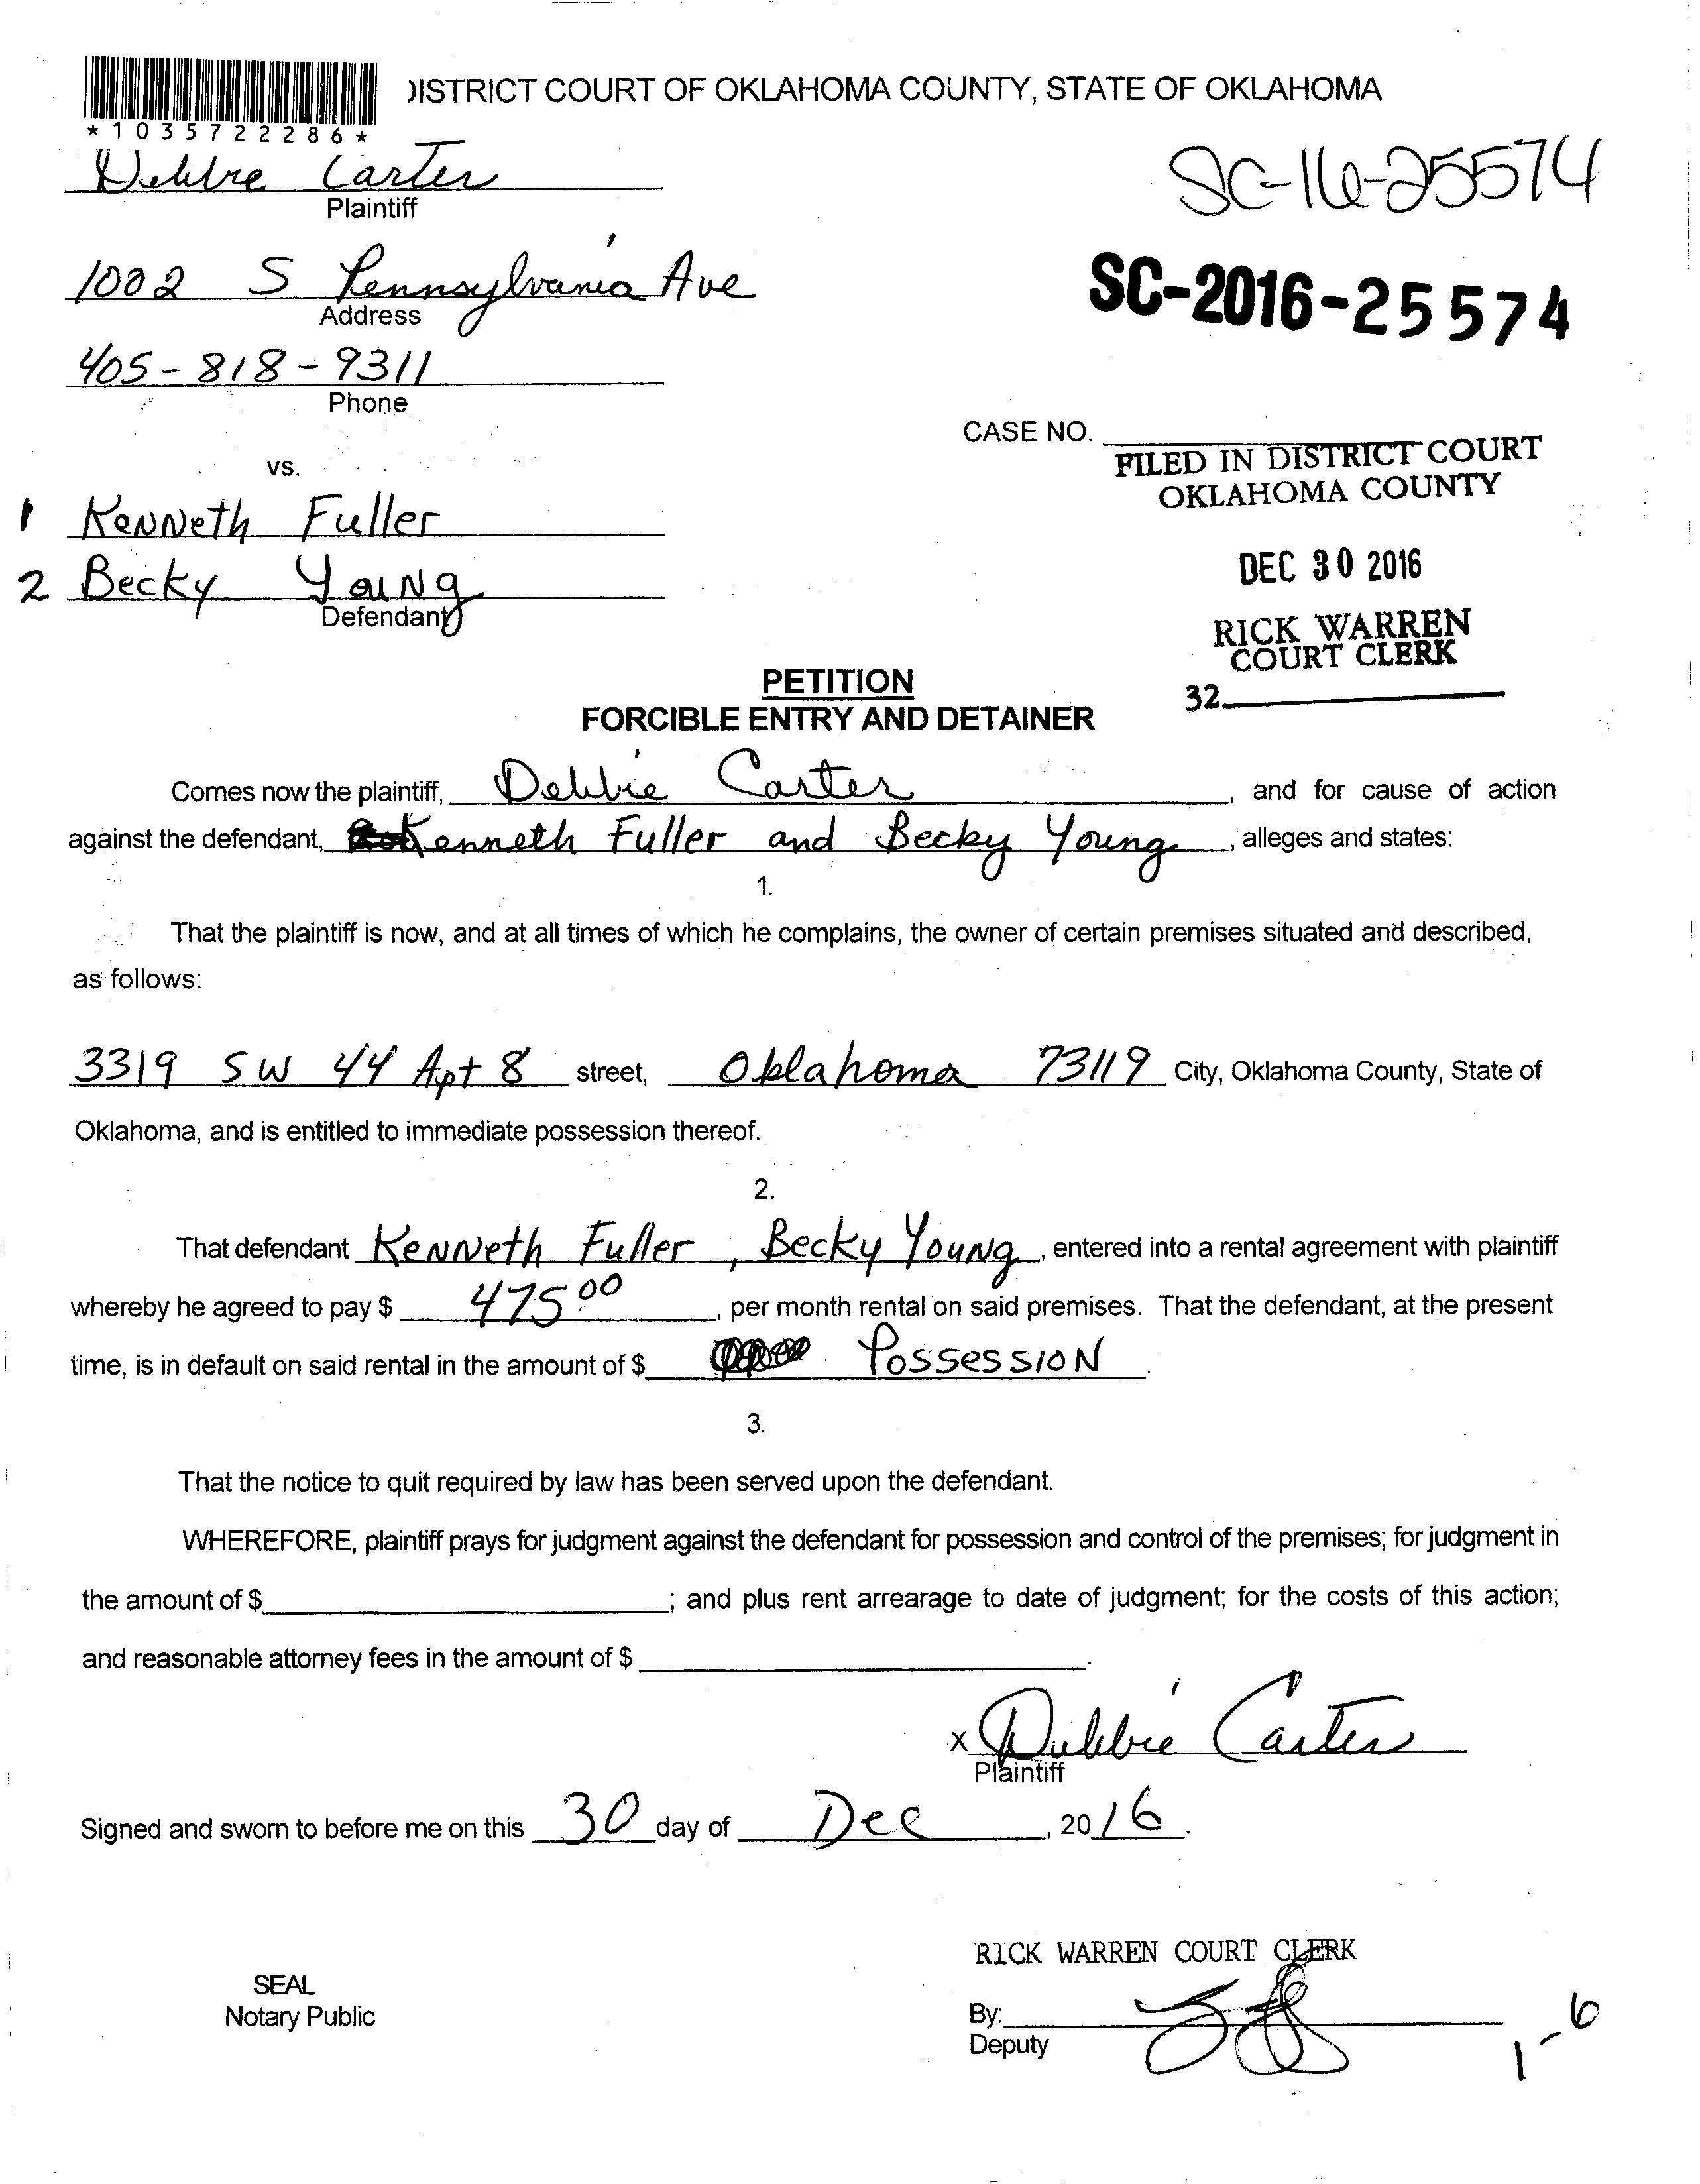 DISTRICT COURT OF OKLAHOMA COUNTY, STATE OF OKLAHOMA
*1035722286*
Debbie Carter
Plaintiff
SC-16-25574
1002 S Pennsylvania Ave
Address
SC-2016-25574
405-818-9311
Phone
CASE NO.
FILED IN DISTRICT COURT
OKLAHOMA COUNTY
vs.
1 Kenneth Fuller
DEC 30 2016
2 Becky Young
Defendant
RICK WARREN
COURT CLERK
32
PETITION
FORCIBLE ENTRY AND DETAINER
Comes now the plaintiff, Debbie Carter, and for cause of action
against the defendant, Kenneth Fuller and Becky Young, alleges and states:
1.
That the plaintiff is now, and at all times of which he complains, the owner of certain premises situated and described,
as follows:
3319 SW 44 Apt 8 street, Oklahoma 73119 City, Oklahoma County, State of
Oklahoma, and is entitled to immediate possession thereof.
2.
That defendant Kenneth Fuller, Becky Young, entered into a rental agreement with plaintiff
whereby he agreed to pay $ 475 00, per month rental on said premises. That the defendant, at the present
time, is in default on said rental in the amount of $ Possession.
3.
That the notice to quit required by law has been served upon the defendant.
WHEREFORE, plaintiff prays for judgment against the defendant for possession and control of the premises; for judgment in
the amount of $ ; and plus rent arrearage to date of judgment; for the costs of this action;
and reasonable attorney fees in the amount of $ .
x Debbie Carter
Plaintiff
Signed and sworn to before me on this 30 day of Dec, 2016.
RICK WARREN COURT CLERK
SEAL
Notary Public
By:
Deputy
1-6